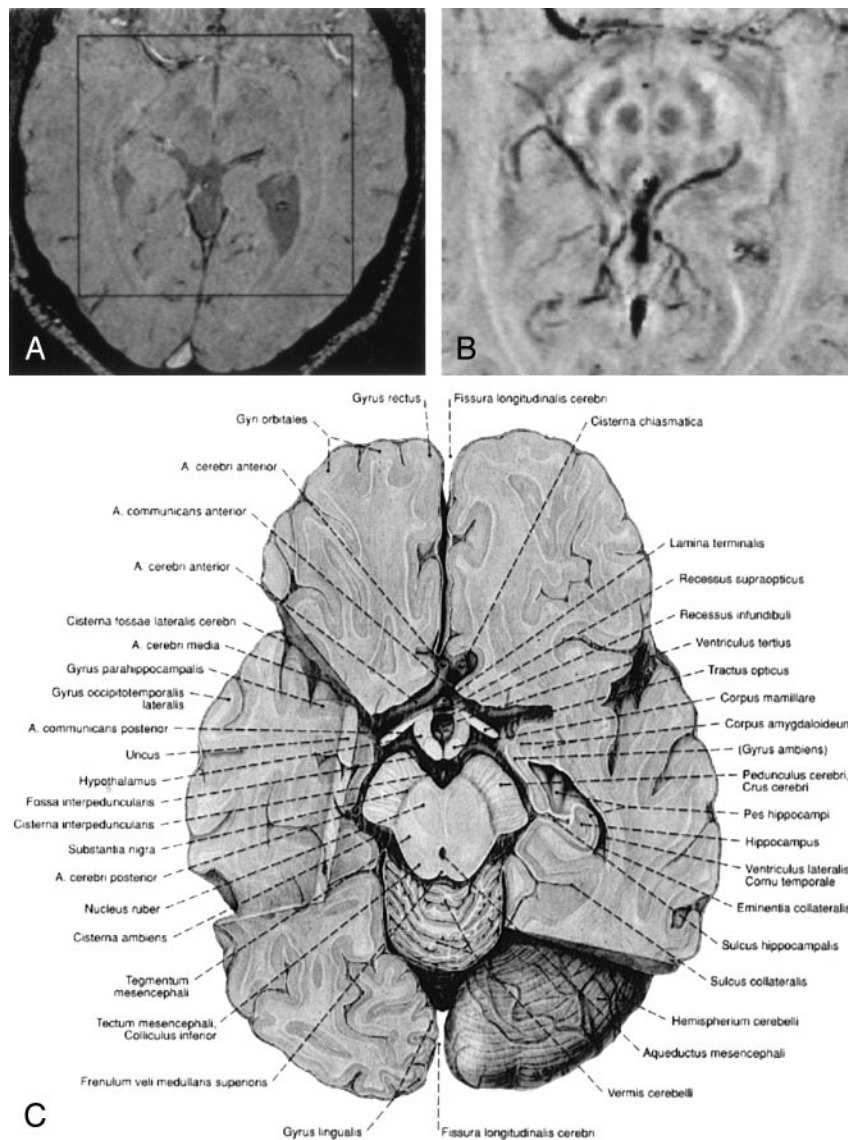 A
B
Gyrus rectus
Fissura longitudinalis cerebri
Gyri orbitales
Cisterna chiasmatica
A. cerebri anterior
A. communicans anterior
Lamina terminalis
A. cerebri anterior
Recessus supraopticus
Cisterna fossae lateralis cerebri
Recessus infundibuli
A. cerebri media
Ventriculus tertius
Gyrus parahippocampalis
Tractus opticus
Gyrus occipitotemporalis
lateralis
Corpus mamillare
A. communicans posterior
Corpus amygdaloideum
Uncus
(Gyrus ambiens)
Hypothalamus
Pedunculus cerebri,
Crus cerebri
Fossa interpeduncularis
Pes hippocampi
Cisterna interpeduncularis
Hippocampus
Substantia nigra
Ventriculus lateralis
Cornu temporale
A. cerebri posterior
Eminentia collateralis
Nucleus ruber
Sulcus hippocampalis
Cisterna ambiens
Sulcus collateralis
Tegmentum
mesencephali
Hemispherium cerebelli
Tectum mesencephali,
Colliculus inferior
Aqueductus mesencephali
Frenulum veli medullaris superioris
Vermis cerebelli
C
Gyrus lingualis
Fissura longitudinalis cerebri